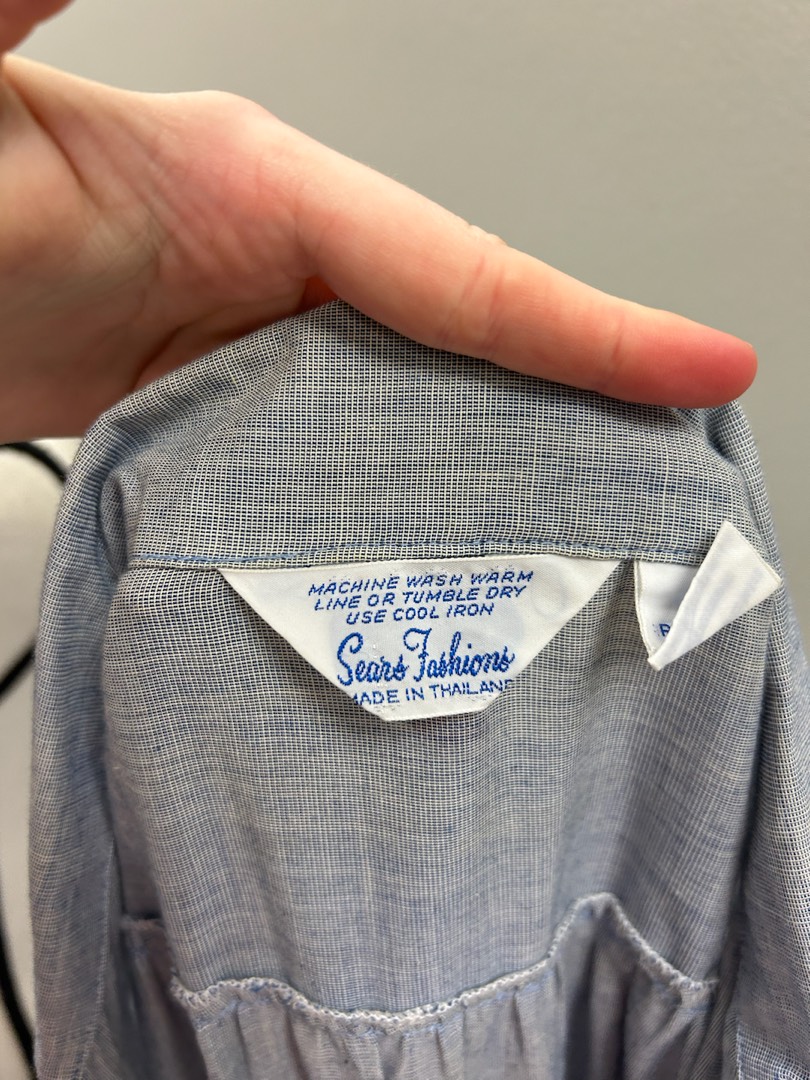 MACHINE WASH WARM
LINE OR TUMBLE DRY
USE COOL IRON
Sears Fashions
MADE IN THAILAND